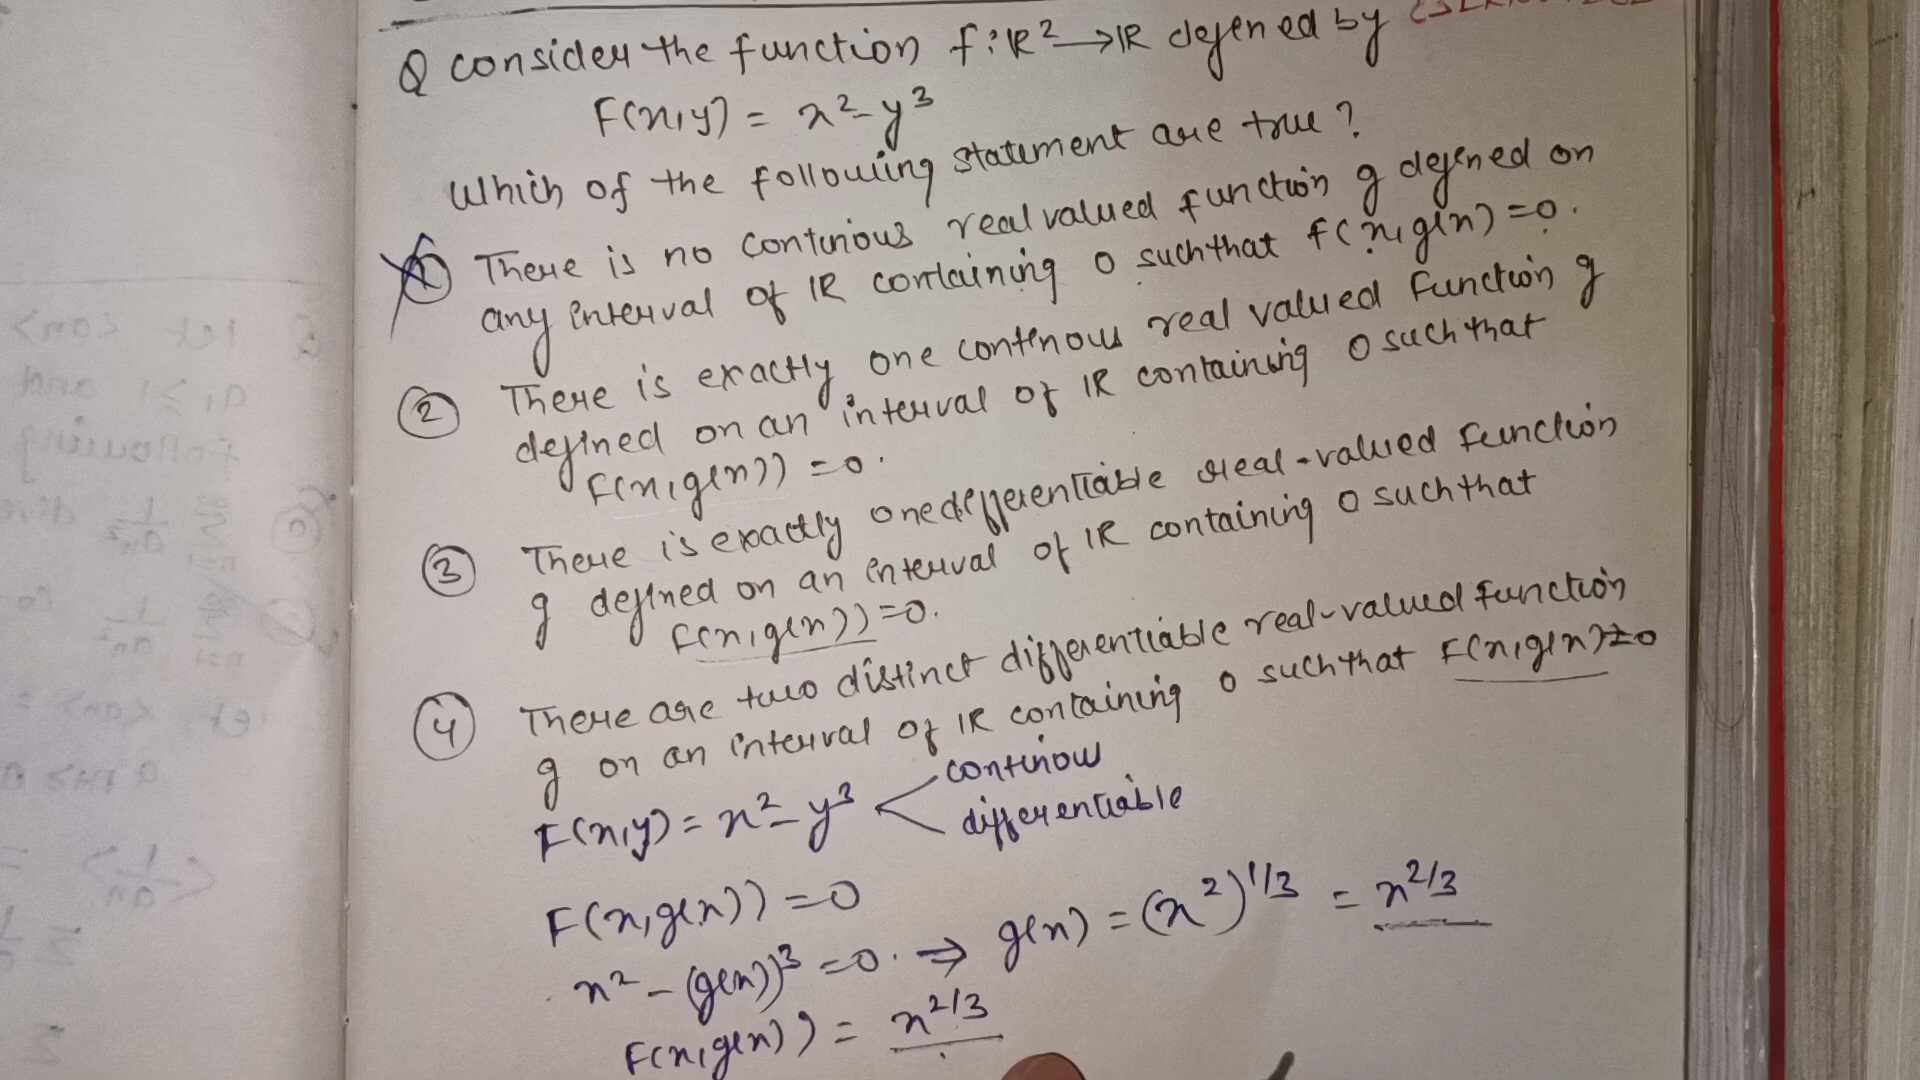 Q consider the function f: ℝ² → ℝ defened by
F(x,y) = x² - y³
Which of the following statement are true ?
① There is no continious real valued function g defined on
any interval of ℝ containing 0 such that f(x, g(x)) = 0.
② There is exactly one continous real valued function g
defined on an interval of ℝ containing 0 such that
F(x, g(x)) = 0.
③ There is exactly one differentiable real-valued function
g defined on an interval of ℝ containing 0 such that
F(x, g(x)) = 0.
④ There are two distinct differentiable real-valued function
g on an interval of ℝ containing 0 such that F(x, g(x)) = 0
F(x,y) = x² - y³ < continow
differentiable
F(x, g(x)) = 0
x² - (g(x))³ = 0. ⇒ g(x) = (x²)^1/3 = x^2/3
F(x, g(x)) = x^2/3